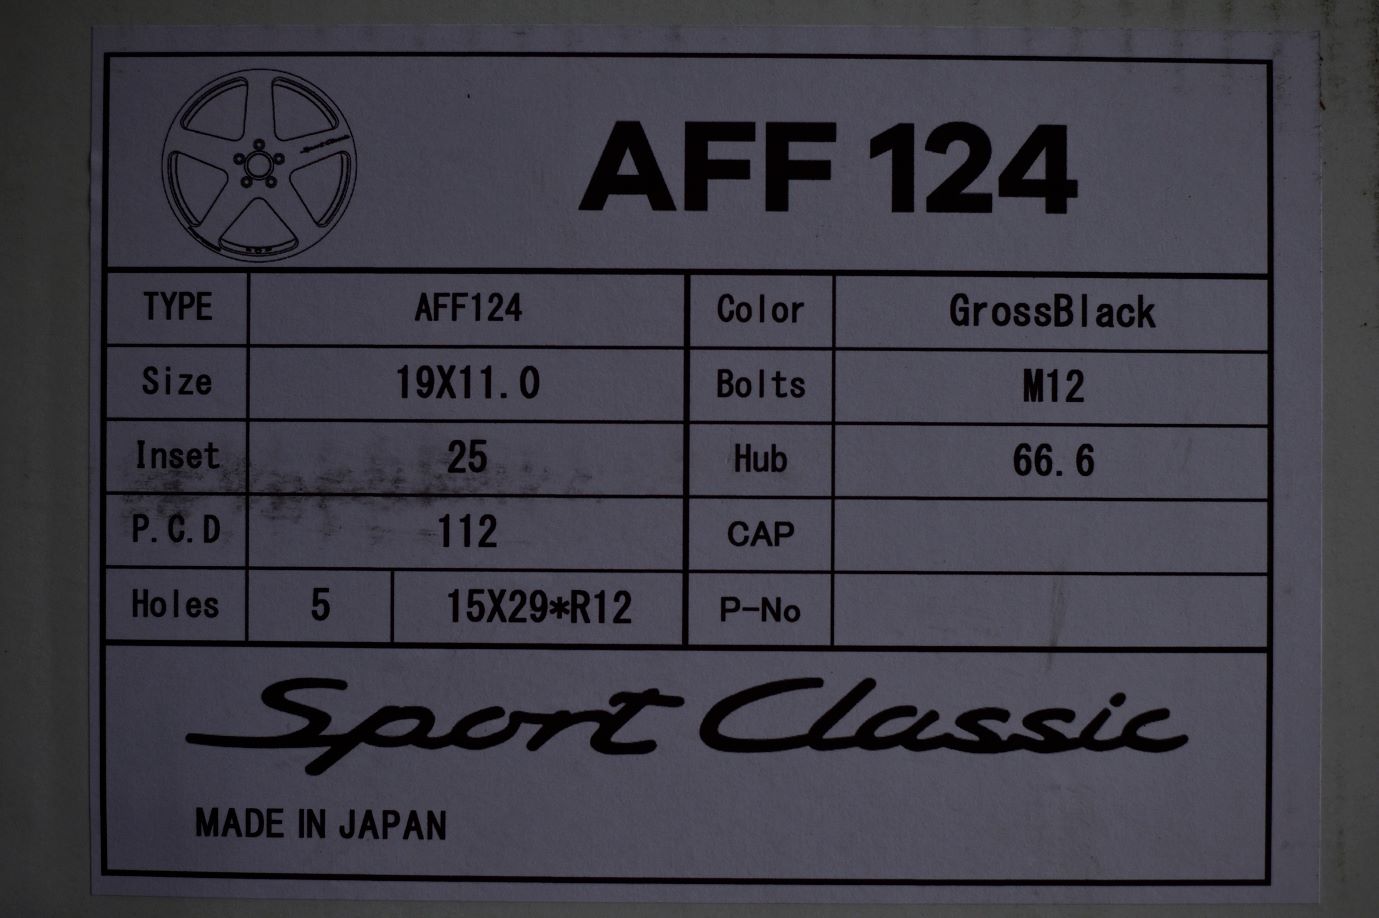 AFF 124
TYPE AFF124 Color GrossBlack
Size 19X11.0 Bolts M12
Inset 25 Hub 66.6
P.C.D 112 CAP
Holes 5 15X29*R12 P-No
Sport Classic
MADE IN JAPAN